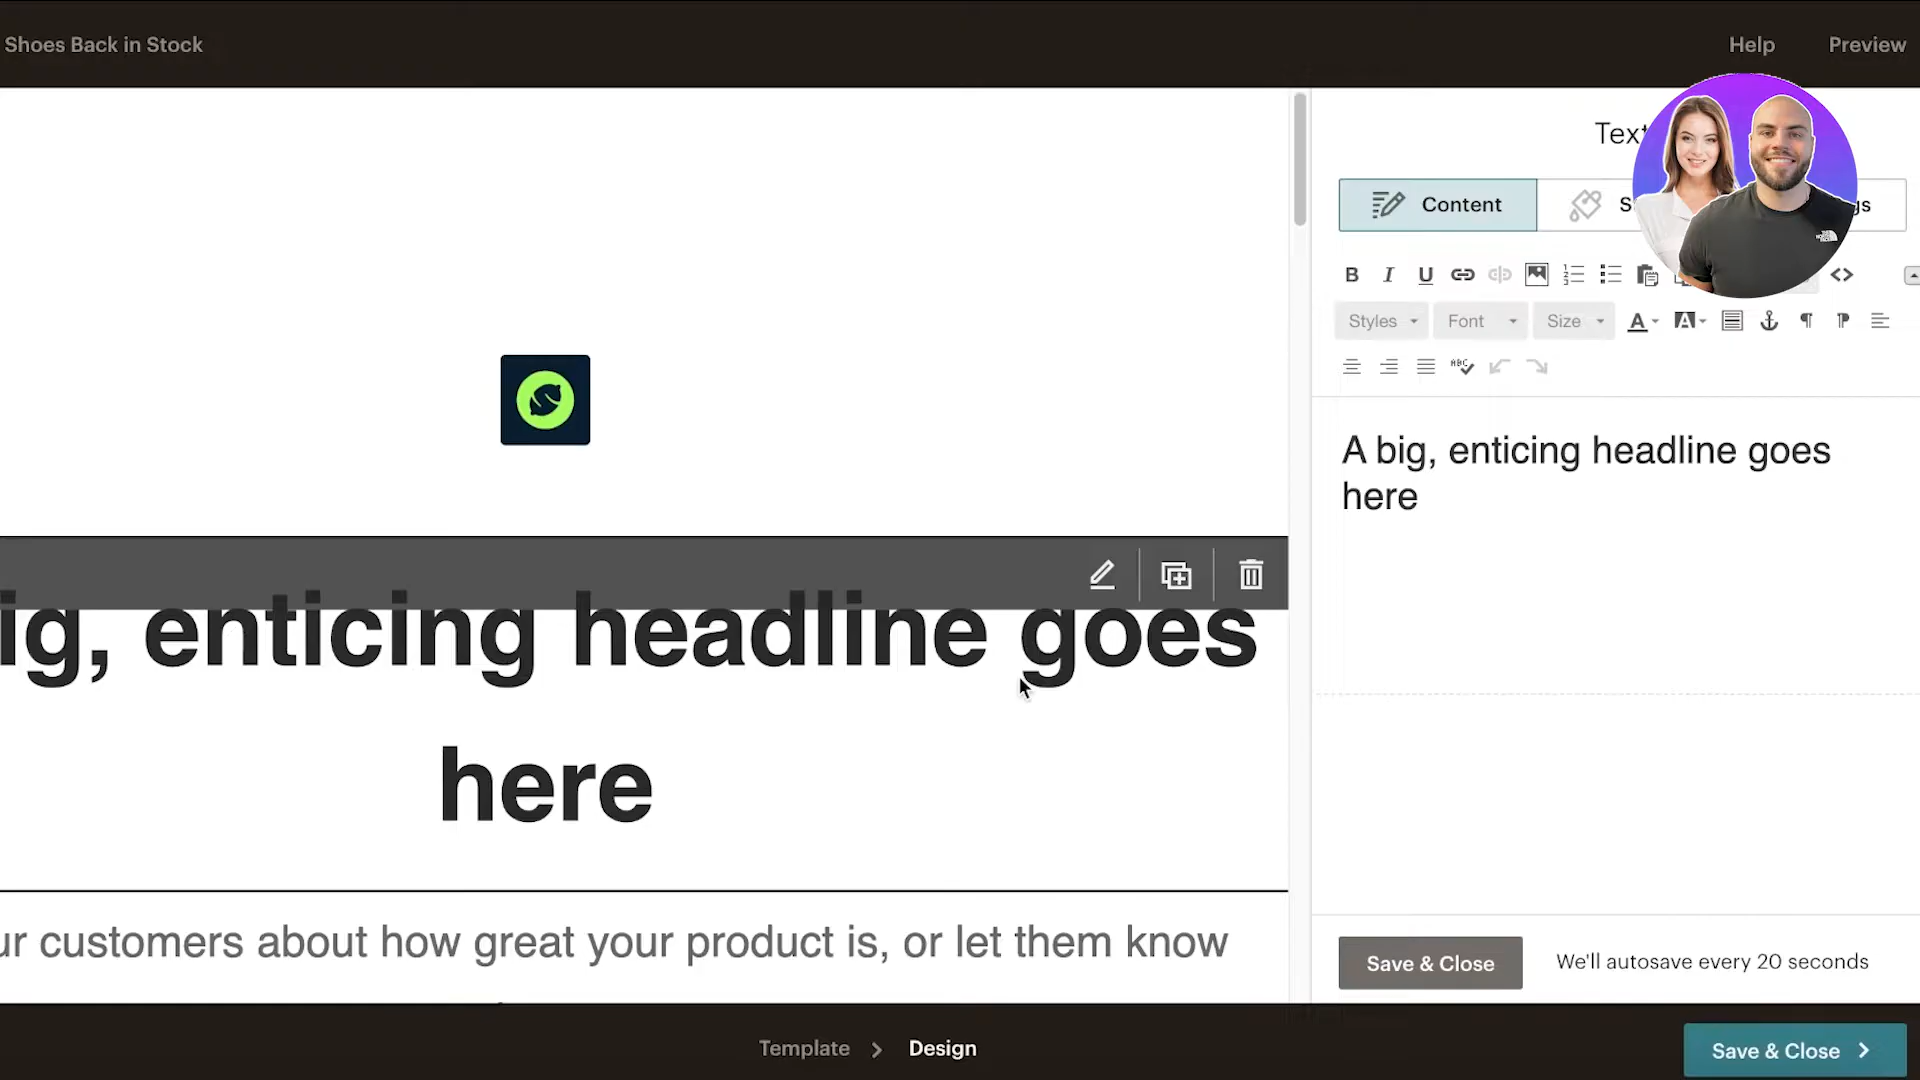 Shoes Back in Stock
Help
Preview
Text
Content
Styles
Font
Size
A big, enticing headline goes
here
ig, enticing headline goes
here
ur customers about how great your product is, or let them know
Save & Close
We'll autosave every 20 seconds
Template
Design
Save & Close